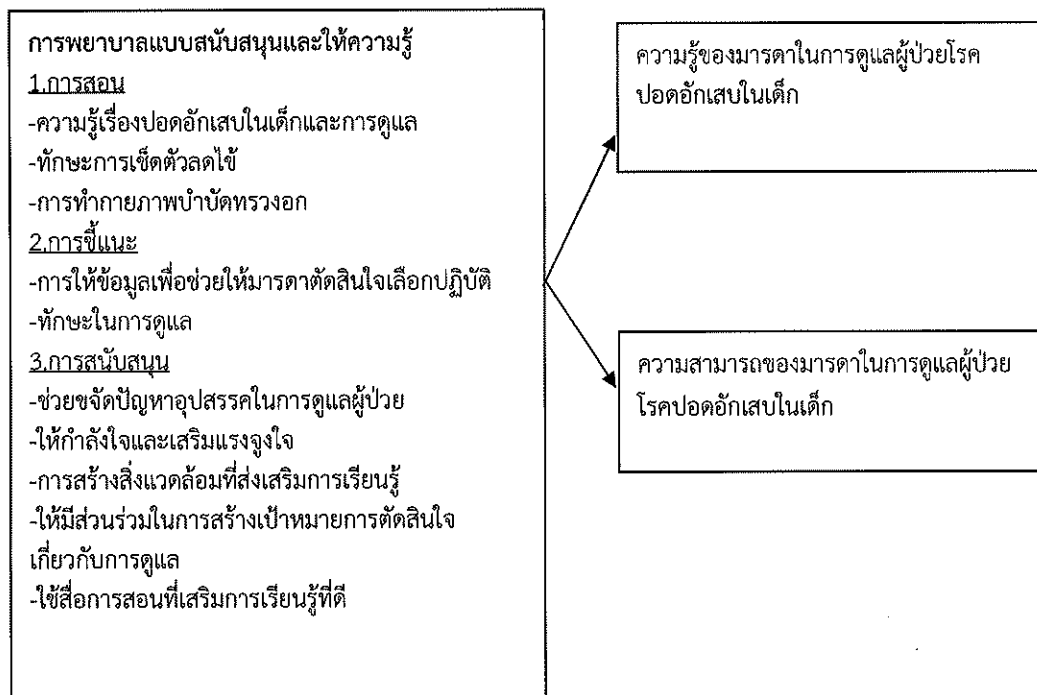 การพยาบาลแบบสนับสนุนและให้ความรู้
1.การสอน
-ความรู้เรื่องปอดอักเสบในเด็กและการดูแล
-ทักษะการเช็ดตัวลดไข้
-การทำกายภาพบำบัดทรวงอก
2.การชี้แนะ
-การให้ข้อมูลเพื่อช่วยให้มารดาตัดสินใจเลือกปฏิบัติ
-ทักษะในการดูแล
3.การสนับสนุน
-ช่วยขจัดปัญหาอุปสรรคในการดูแลผู้ป่วย
-ให้กำลังใจและเสริมแรงจูงใจ
-การสร้างสิ่งแวดล้อมที่ส่งเสริมการเรียนรู้
-ให้มีส่วนร่วมในการสร้างเป้าหมายการตัดสินใจ
เกี่ยวกับการดูแล
-ใช้สื่อการสอนที่เสริมการเรียนรู้ที่ดี
ความรู้ของมารดาในการดูแลผู้ป่วยโรค
ปอดอักเสบในเด็ก
ความสามารถของมารดาในการดูแลผู้ป่วย
โรคปอดอักเสบในเด็ก